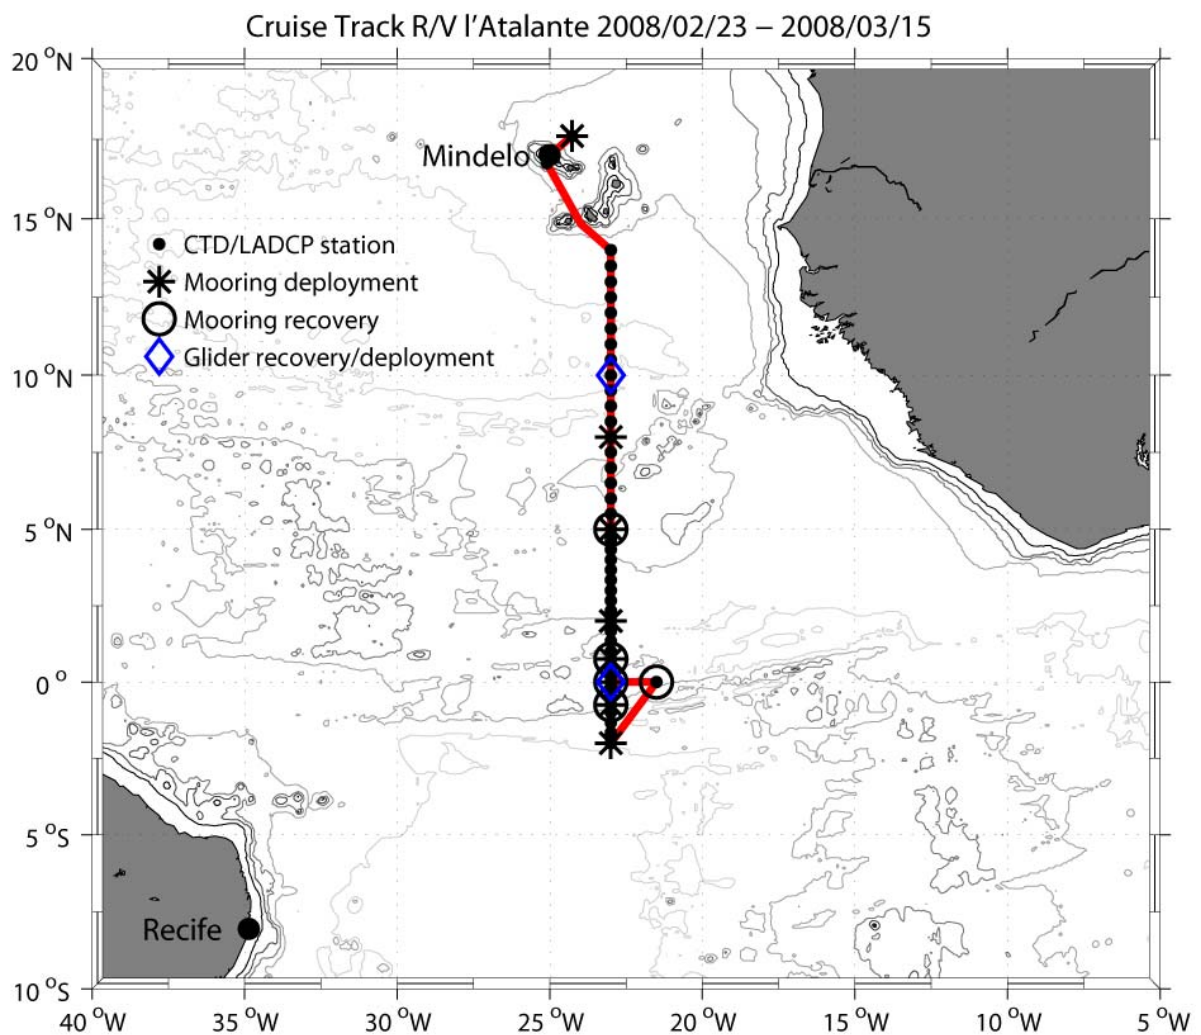 Cruise Track R/V l'Atalante 2008/02/23 – 2008/03/15
20 °N
Mindelo
15 °N
CTD/LADCP station
Mooring deployment
Mooring recovery
Glider recovery/deployment
10 °N
5 °N
0 °
5 °S
Recife
10 °S
40 °W 35 °W 30 °W 25 °W 20 °W 15 °W 10 °W 5 °W